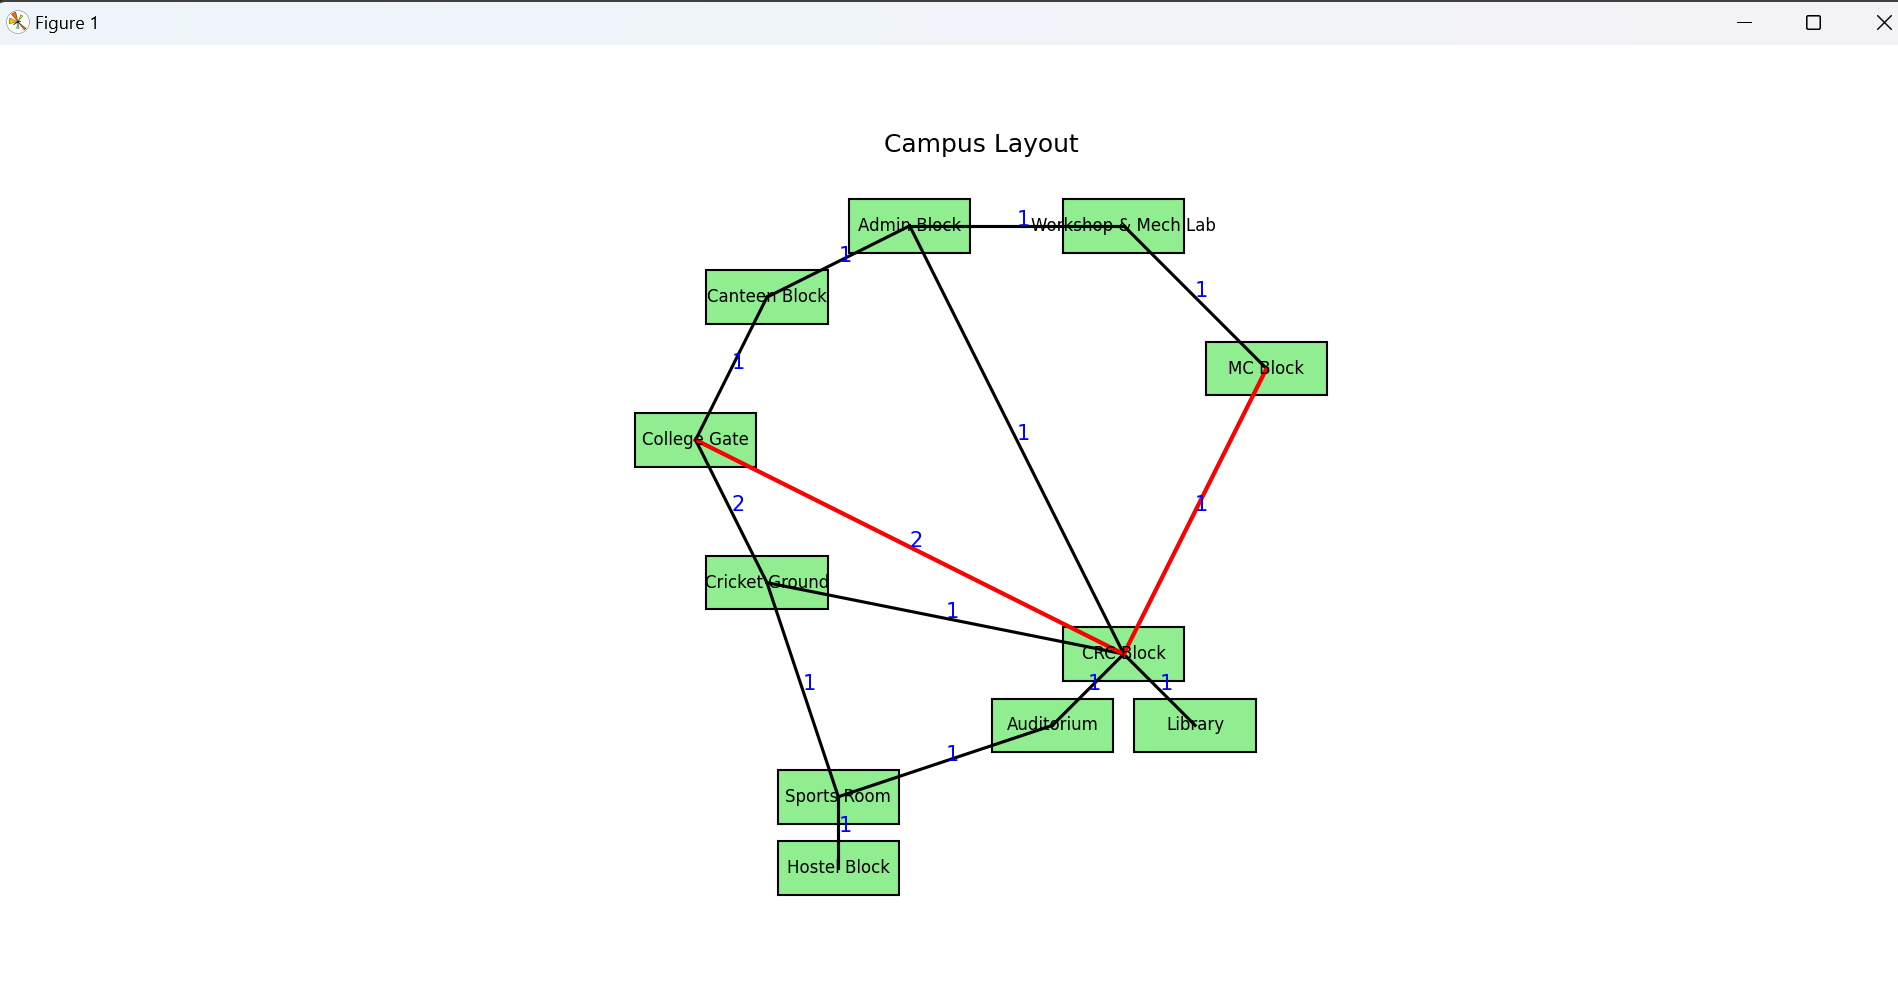 Figure 1
Campus Layout
Admin Block
1
Workshop & Mech Lab
1
Canteen Block
1
1
MC Block
College Gate
1
2
1
2
Cricket Ground
1
CRC Block
1
1
1
Auditorium
Library
1
Sports Room
1
Hostel Block